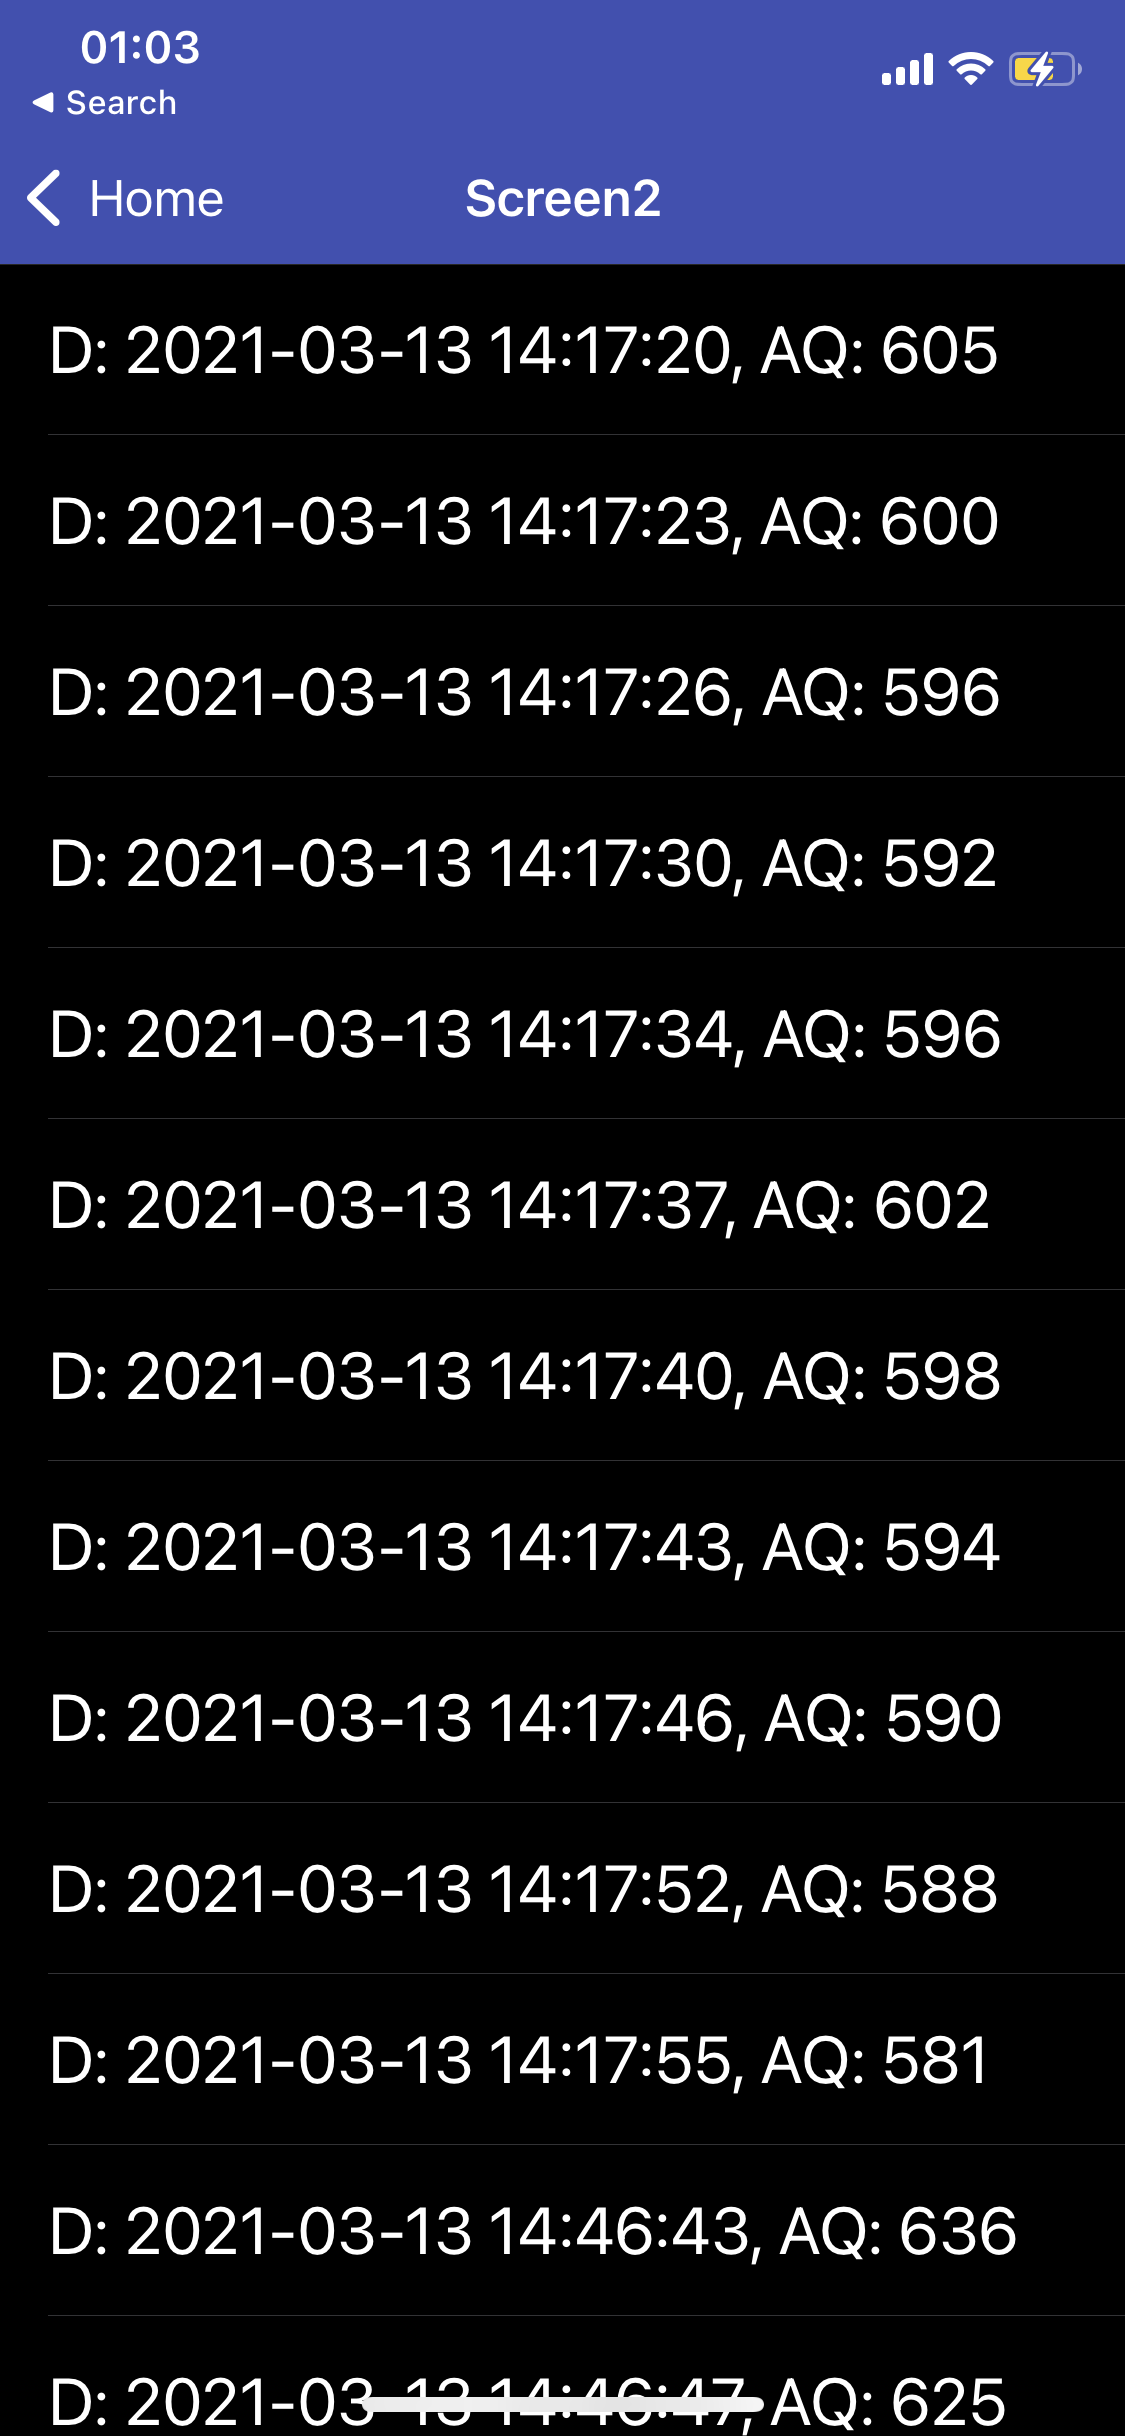 01:03
◀ Search
Home Screen2
D: 2021-03-13 14:17:20, AQ: 605
D: 2021-03-13 14:17:23, AQ: 600
D: 2021-03-13 14:17:26, AQ: 596
D: 2021-03-13 14:17:30, AQ: 592
D: 2021-03-13 14:17:34, AQ: 596
D: 2021-03-13 14:17:37, AQ: 602
D: 2021-03-13 14:17:40, AQ: 598
D: 2021-03-13 14:17:43, AQ: 594
D: 2021-03-13 14:17:46, AQ: 590
D: 2021-03-13 14:17:52, AQ: 588
D: 2021-03-13 14:17:55, AQ: 581
D: 2021-03-13 14:46:43, AQ: 636
D: 2021-03-13 14:46:47, AQ: 625